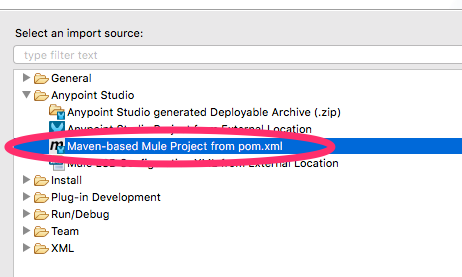 Select an import source:
type filter text
General
Anypoint Studio
Anypoint Studio generated Deployable Archive (.zip)
Anypoint Studio Project from External Location
Maven-based Mule Project from pom.xml
from External Location
Install
Plug-in Development
Run/Debug
Team
XML